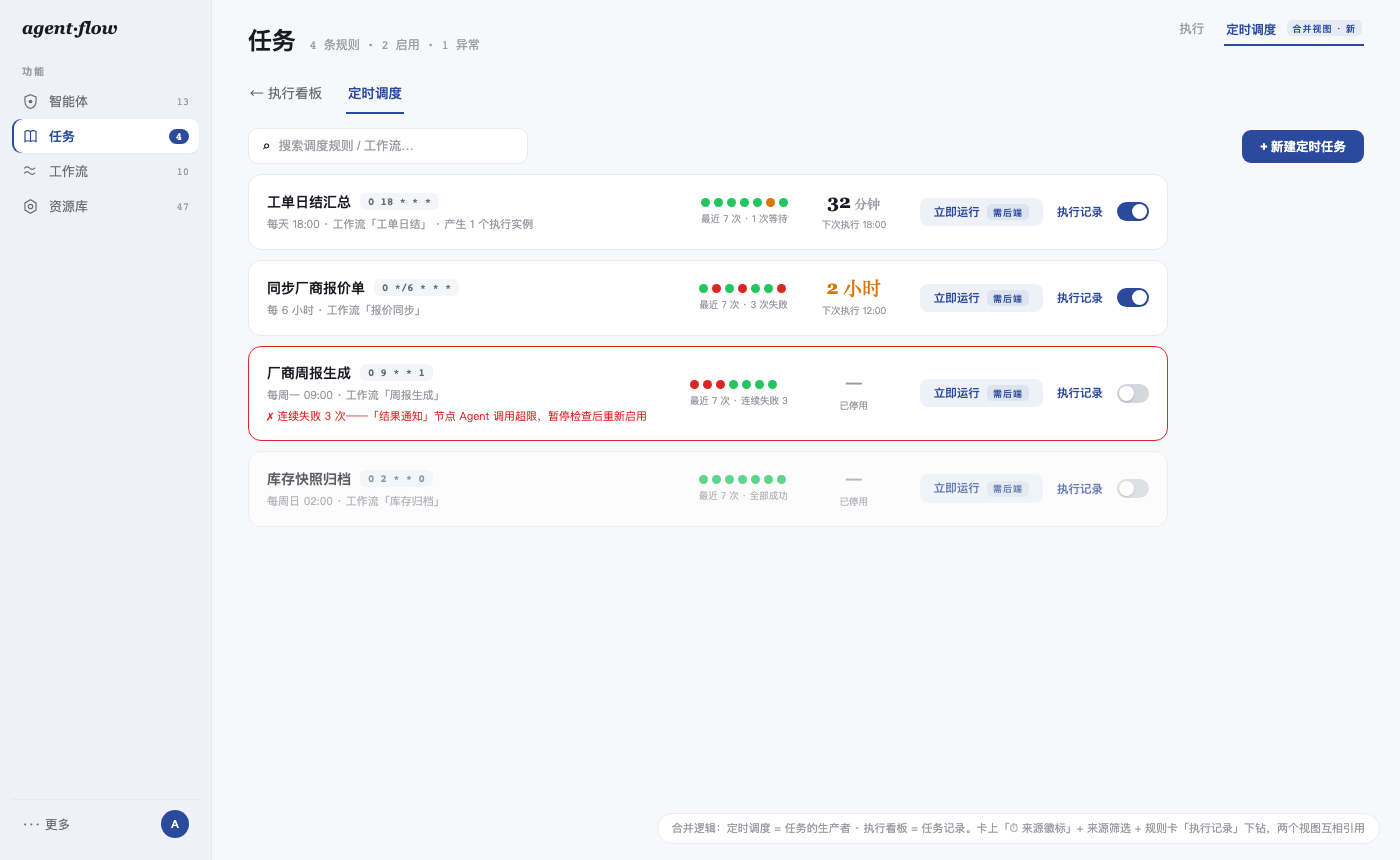 agent·flow
功能
智能体 13
任务 4
工作流 10
资源库 47
··· 更多 A
任务 4 条规则 · 2 启用 · 1 异常
执行 定时调度 合并视图 · 新
← 执行看板 定时调度
搜索调度规则 / 工作流…
+ 新建定时任务
工单日结汇总 0 18 * * *
每天 18:00 · 工作流「工单日结」 · 产生 1 个执行实例
最近 7 次 · 1 次等待
32 分钟
下次执行 18:00
立即运行 需后端 执行记录
同步厂商报价单 0 */6 * * *
每 6 小时 · 工作流「报价同步」
最近 7 次 · 3 次失败
2 小时
下次执行 12:00
立即运行 需后端 执行记录
厂商周报生成 0 9 * * 1
每周一 09:00 · 工作流「周报生成」
✗ 连续失败 3 次——「结果通知」节点 Agent 调用超限，暂停检查后重新启用
最近 7 次 · 连续失败 3
—
已停用
立即运行 需后端 执行记录
库存快照归档 0 2 * * 0
每周日 02:00 · 工作流「库存归档」
最近 7 次 · 全部成功
—
已停用
立即运行 需后端 执行记录
合并逻辑：定时调度 = 任务的生产者 · 执行看板 = 任务记录。卡上「⏱ 来源徽标」+ 来源筛选 + 规则卡「执行记录」下钻，两个视图互相引用